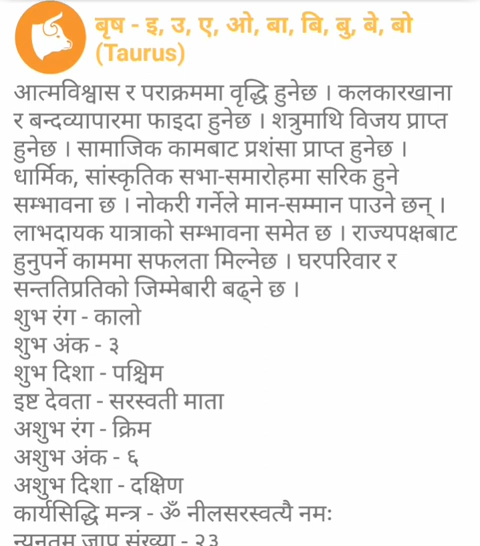 बृष - इ, उ, ए, ओ, बा, बि, बु, बे, बो
(Taurus)
आत्मविश्वास र पराक्रममा वृद्धि हुनेछ । कलकारखाना
र बन्दव्यापारमा फाइदा हुनेछ । शत्रुमाथि विजय प्राप्त
हुनेछ । सामाजिक कामबाट प्रशंसा प्राप्त हुनेछ ।
धार्मिक, सांस्कृतिक सभा-समारोहमा सरिक हुने
सम्भावना छ । नोकरी गर्नेले मान-सम्मान पाउने छन् ।
लाभदायक यात्राको सम्भावना समेत छ । राज्यपक्षबाट
हुनुपर्ने काममा सफलता मिल्नेछ । घरपरिवार र
सन्ततिप्रतिको जिम्मेबारी बढ्ने छ ।
शुभ रंग - कालो
शुभ अंक - ३
शुभ दिशा - पश्चिम
इष्ट देवता - सरस्वती माता
अशुभ रंग - क्रिम
अशुभ अंक - ६
अशुभ दिशा - दक्षिण
कार्यसिद्धि मन्त्र - ॐ नीलसरस्वत्यै नमः
न्यूनतम जाप संख्या - २३